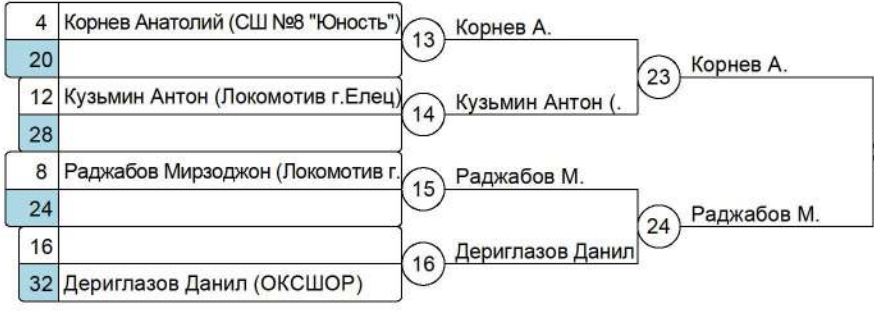 4 Корнев Анатолий (СШ №8 "Юность")
20
13 Корнев А.
12 Кузьмин Антон (Локомотив г.Елец)
28
14 Кузьмин Антон (.
23 Корнев А.
8 Раджабов Мирзоджон (Локомотив г.
24
15 Раджабов М.
16
32 Дериглазов Данил (ОКСШОР)
16 Дериглазов Данил
24 Раджабов М.